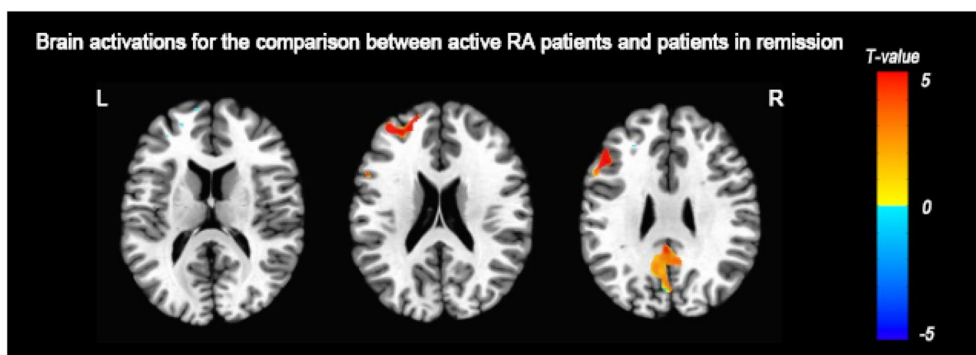 Brain activations for the comparison between active RA patients and patients in remission
T-value
L
R
5
0
-5